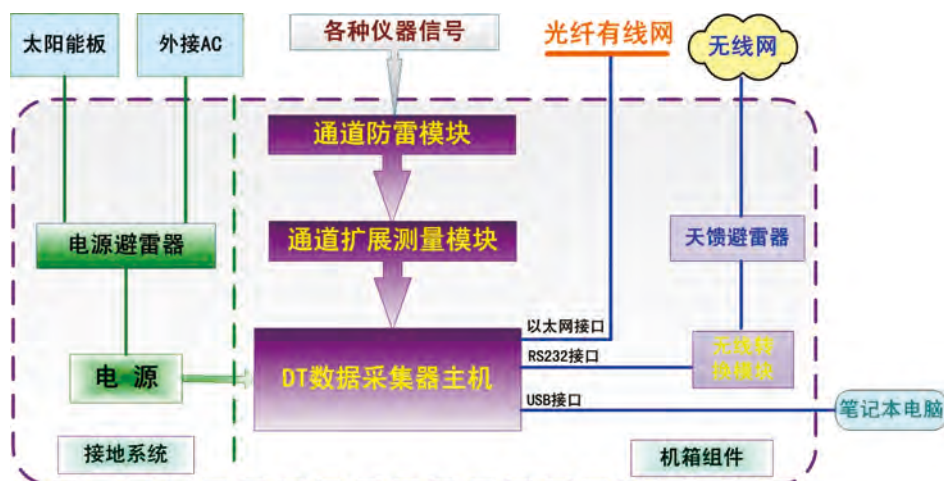 太阳能板
外接AC
各种仪器信号
光纤有线网
无线网
通道防雷模块
电源避雷器
通道扩展测量模块
天馈避雷器
以太网接口
RS232接口
无线转
换模块
电 源
DT数据采集器主机
USB接口
笔记本电脑
接地系统
机箱组件